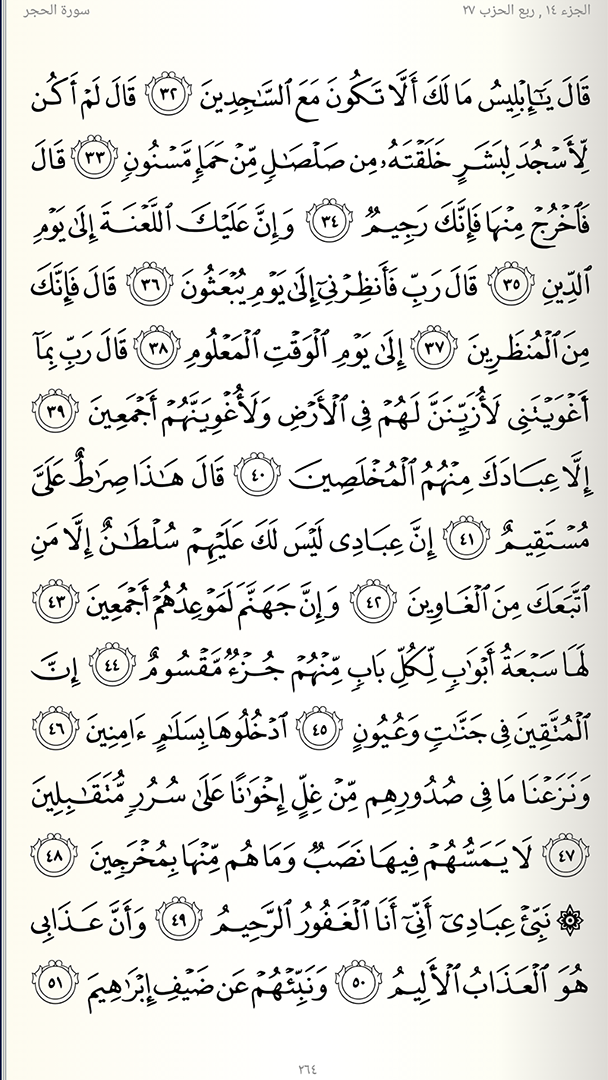 الجزء ١٤ , ربع الحزب ٢٧
سورة الحجر
قَالَ يَٰٓإِبۡلِيسُ مَا لَكَ أَلَّا تَكُونَ مَعَ ٱلسَّٰجِدِينَ ٣٢ قَالَ لَمۡ أَكُن
لِّأَسۡجُدَ لِبَشَرٍ خَلَقۡتَهُۥ مِن صَلۡصَٰلٖ مِّنۡ حَمَإٖ مَّسۡنُونٖ ٣٣ قَالَ
فَٱخۡرُجۡ مِنۡهَا فَإِنَّكَ رَجِيمٞ ٣٤ وَإِنَّ عَلَيۡكَ ٱللَّعۡنَةَ إِلَىٰ يَوۡمِ
ٱلدِّينِ ٣٥ قَالَ رَبِّ فَأَنظِرۡنِيٓ إِلَىٰ يَوۡمِ يُبۡعَثُونَ ٣٦ قَالَ فَإِنَّكَ
مِنَ ٱلۡمُنظَرِينَ ٣٧ إِلَىٰ يَوۡمِ ٱلۡوَقۡتِ ٱلۡمَعۡلُومِ ٣٨ قَالَ رَبِّ بِمَآ
أَغۡوَيۡتَنِي لَأُزَيِّنَنَّ لَهُمۡ فِي ٱلۡأَرۡضِ وَلَأُغۡوِيَنَّهُمۡ أَجۡمَعِينَ ٣٩
إِلَّا عِبَادَكَ مِنۡهُمُ ٱلۡمُخۡلَصِينَ ٤٠ قَالَ هَٰذَا صِرَٰطٌ عَلَيَّ
مُسۡتَقِيمٌ ٤١ إِنَّ عِبَادِي لَيۡسَ لَكَ عَلَيۡهِمۡ سُلۡطَٰنٌ إِلَّا مَنِ
ٱتَّبَعَكَ مِنَ ٱلۡغَاوِينَ ٤٢ وَإِنَّ جَهَنَّمَ لَمَوۡعِدُهُمۡ أَجۡمَعِينَ ٤٣
لَهَا سَبۡعَةُ أَبۡوَٰبٖ لِّكُلِّ بَابٖ مِّنۡهُمۡ جُزۡءٞ مَّقۡسُومٌ ٤٤ إِنَّ
ٱلۡمُتَّقِينَ فِي جَنَّٰتٖ وَعُيُونٍ ٤٥ ٱدۡخُلُوهَا بِسَلَٰمٍ ءَامِنِينَ ٤٦
وَنَزَعۡنَا مَا فِي صُدُورِهِم مِّنۡ غِلٍّ إِخۡوَٰنًا عَلَىٰ سُرُرٖ مُّتَقَٰبِلِينَ
٤٧ لَا يَمَسُّهُمۡ فِيهَا نَصَبٞ وَمَا هُم مِّنۡهَا بِمُخۡرَجِينَ ٤٨
۞ نَبِّئۡ عِبَادِيٓ أَنِّيٓ أَنَا ٱلۡغَفُورُ ٱلرَّحِيمُ ٤٩ وَأَنَّ عَذَابِي
هُوَ ٱلۡعَذَابُ ٱلۡأَلِيمُ ٥٠ وَنَبِّئۡهُمۡ عَن ضَيۡفِ إِبۡرَٰهِيمَ ٥١
٢٦٤